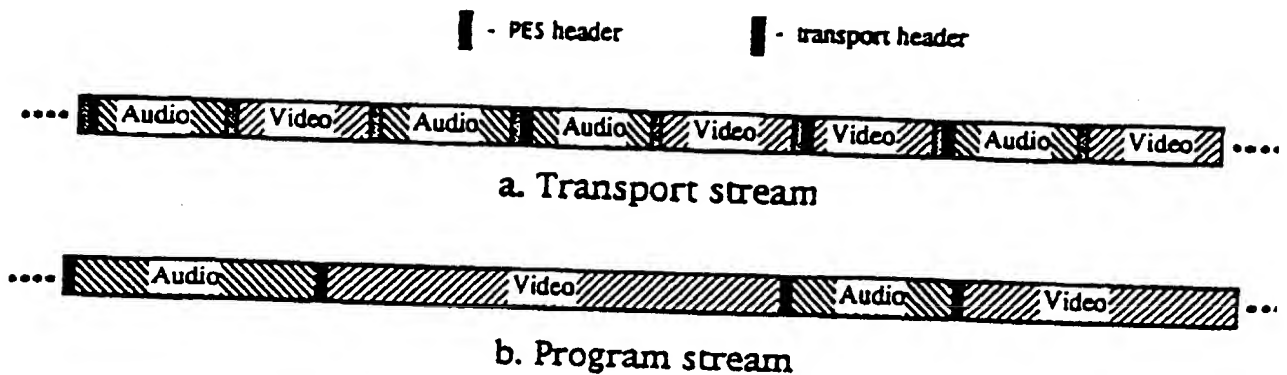 - PES header - transport header
.... Audio Video Audio Audio Video Video Audio Video ....
a. Transport stream
.... Audio Video Audio Video ...
b. Program stream